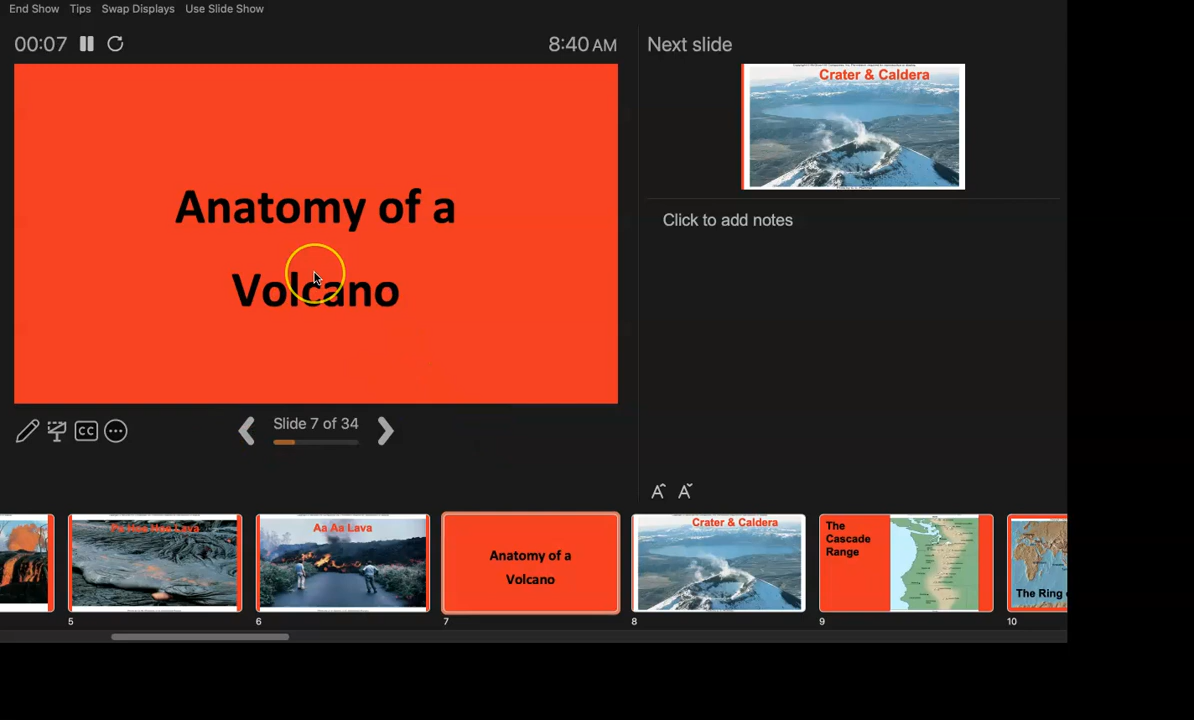 End Show Tips Swap Displays Use Slide Show
00:07
8:40 AM
Next slide
Anatomy of a
Volcano
Crater & Caldera
Click to add notes
CC
Slide 7 of 34
Aa Aa Lava
Anatomy of a
Volcano
Crater & Caldera
The
Cascade
Range
The Ring
5
6
7
8
9
10